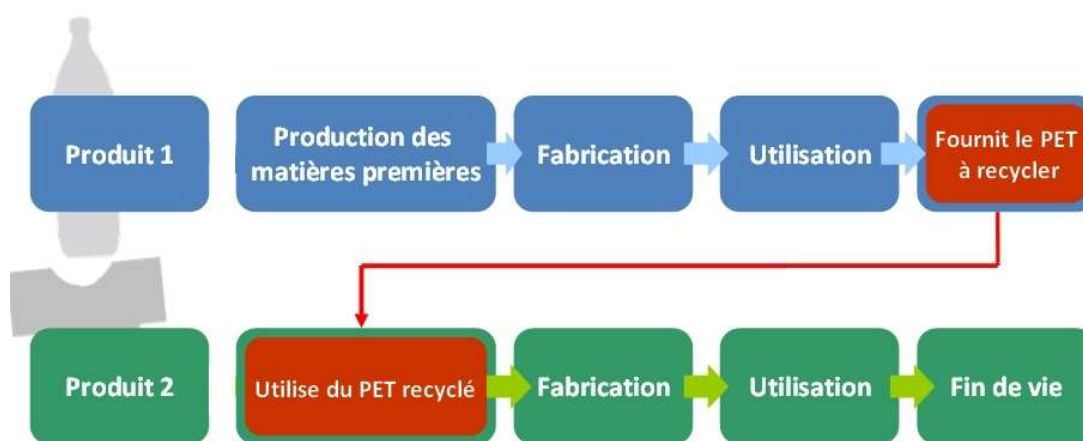 Produit 1
Production des
matières premières
Fabrication
Utilisation
Fournit le PET
à recycler
Produit 2
Utilise du PET recyclé
Fabrication
Utilisation
Fin de vie